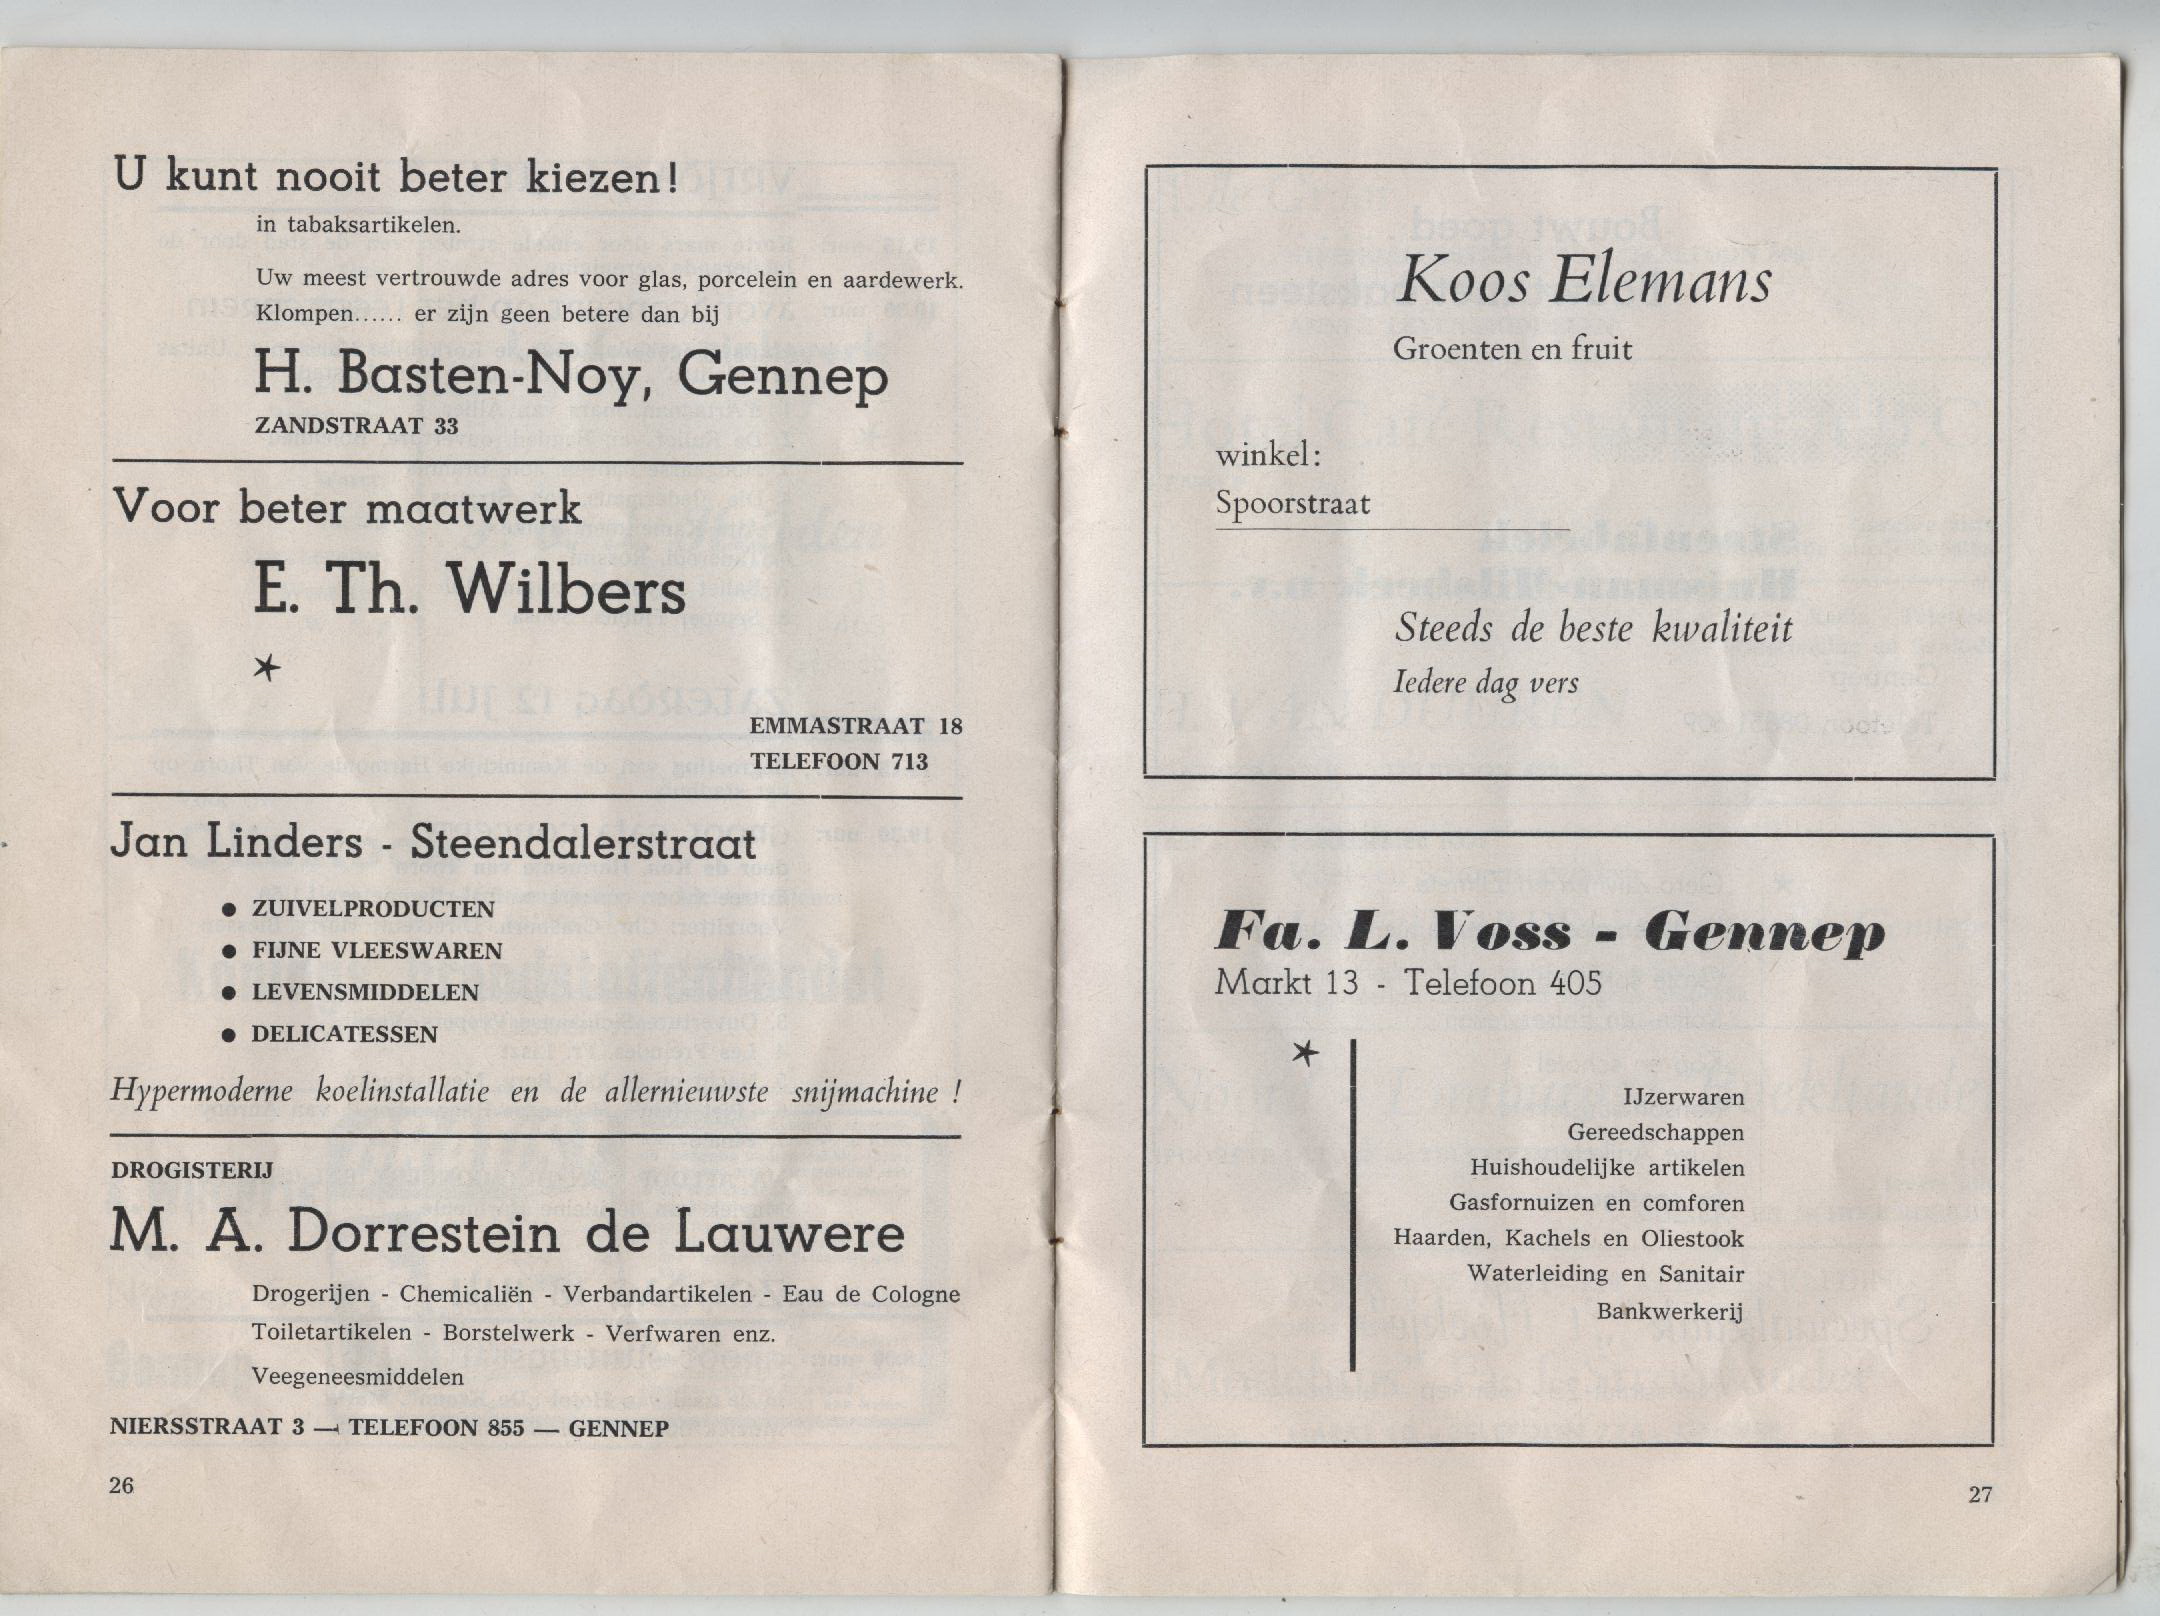 U kunt nooit beter kiezen!
in tabaksartikelen.
Uw meest vertrouwde adres voor glas, porcelein en aardewerk.
Klompen...... er zijn geen betere dan bij
H. Basten-Noy, Gennep
ZANDSTRAAT 33
Voor beter maatwerk
E. Th. Wilbers
EMMASTRAAT 18
TELEFOON 713
Jan Linders - Steendalerstraat
● ZUIVELPRODUCTEN
● FIJNE VLEESWAREN
● LEVENSMIDDELEN
● DELICATESSEN
Hypermoderne koelinstallatie en de allernieuwste snijmachine !
DROGISTERIJ
M. A. Dorrestein de Lauwere
Drogerijen - Chemicaliën - Verbandartikelen - Eau de Cologne
Toiletartikelen - Borstelwerk - Verfwaren enz.
Veegeneesmiddelen
NIERSSTRAAT 3 — TELEFOON 855 — GENNEP
26
Koos Elemans
Groenten en fruit
winkel:
Spoorstraat
Steeds de beste kwaliteit
Iedere dag vers
Fa. L. Voss - Gennep
Markt 13 - Telefoon 405
IJzerwaren
Gereedschappen
Huishoudelijke artikelen
Gasfornuizen en comforen
Haarden, Kachels en Oliestook
Waterleiding en Sanitair
Bankwerkerij
27